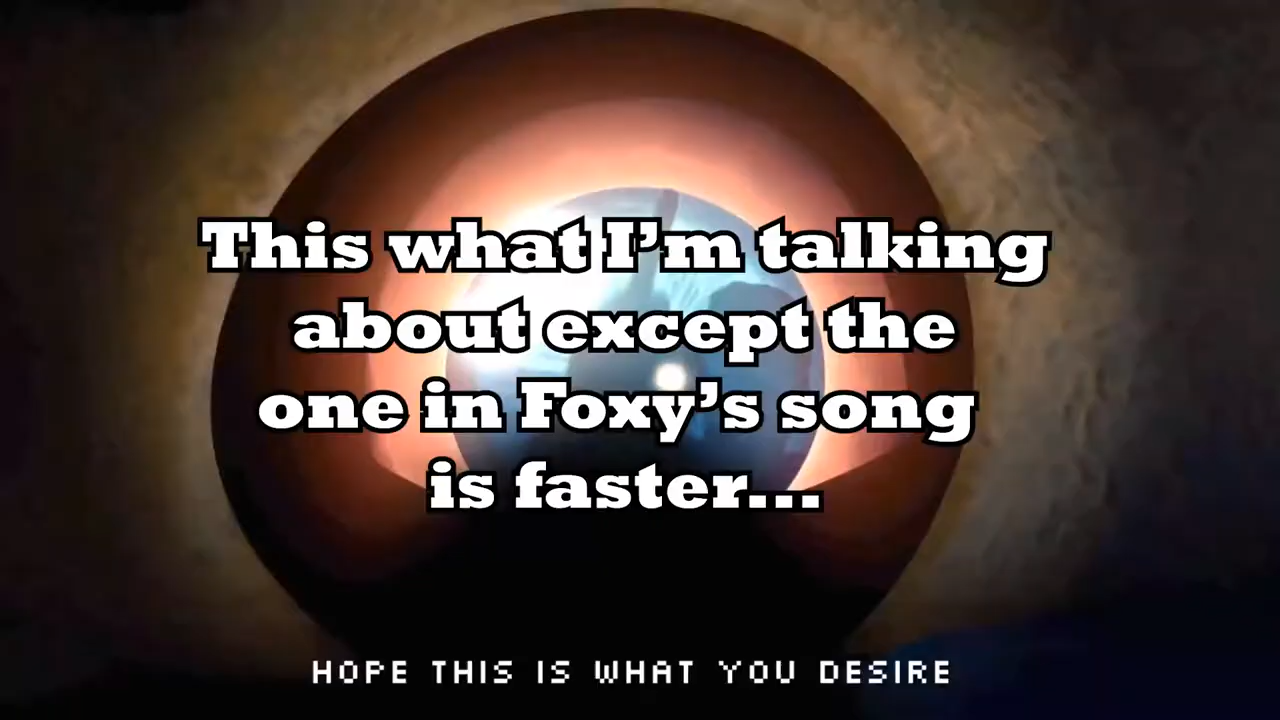 This what I'm talking
about except the
one in Foxy's song
is faster...
HOPE THIS IS WHAT YOU DESIRE